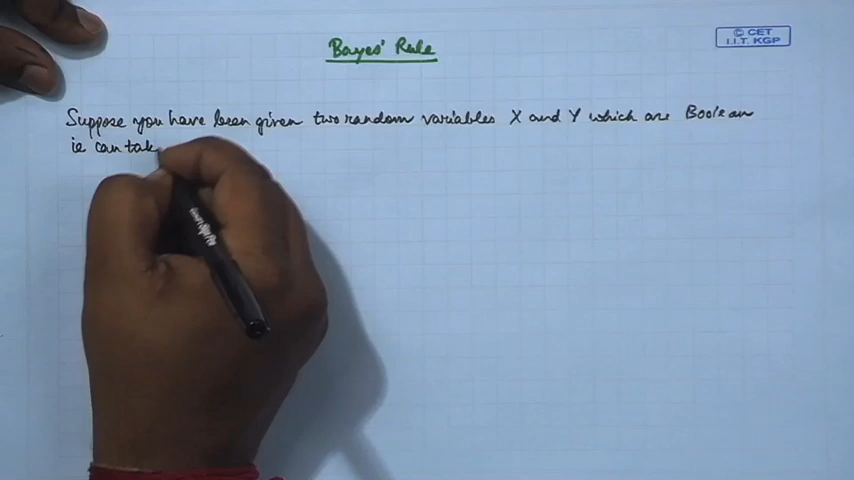 Bayes' Rule
© CET
I.I.T. KGP
Suppose you have been given two random variables X and Y which are Boolean
ie can tak